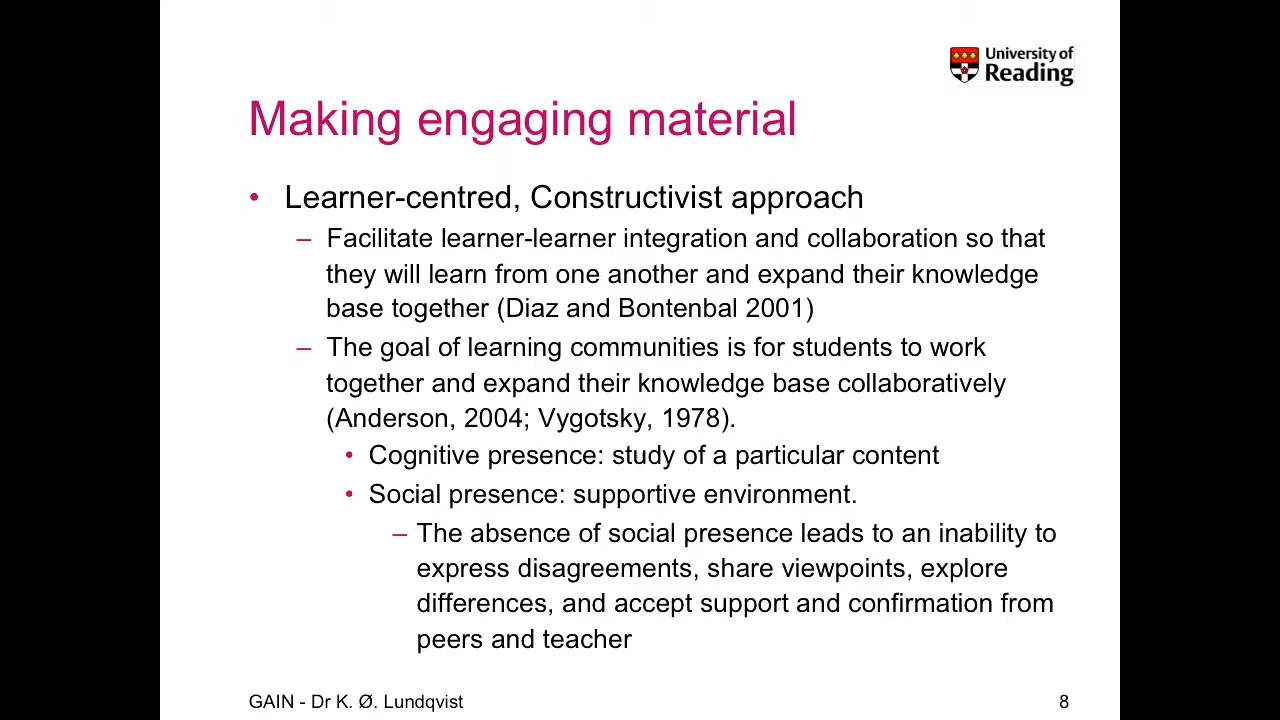 University of
Reading
Making engaging material
• Learner-centred, Constructivist approach
– Facilitate learner-learner integration and collaboration so that
they will learn from one another and expand their knowledge
base together (Diaz and Bontenbal 2001)
– The goal of learning communities is for students to work
together and expand their knowledge base collaboratively
(Anderson, 2004; Vygotsky, 1978).
• Cognitive presence: study of a particular content
• Social presence: supportive environment.
– The absence of social presence leads to an inability to
express disagreements, share viewpoints, explore
differences, and accept support and confirmation from
peers and teacher
GAIN - Dr K. Ø. Lundqvist
8